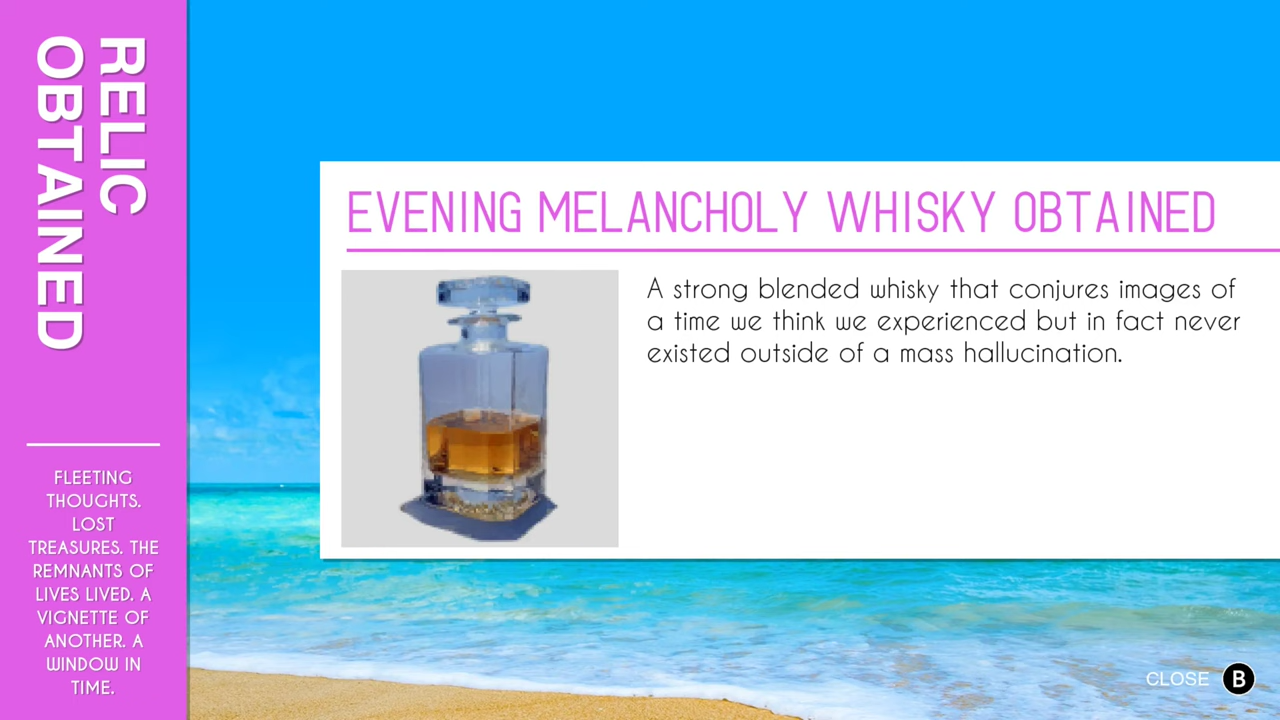 RELIC
OBTAINED
FLEETING
THOUGHTS.
LOST
TREASURES. THE
REMNANTS OF
LIVES LIVED. A
VIGNETTE OF
ANOTHER. A
WINDOW IN
TIME.
EVENING MELANCHOLY WHISKY OBTAINED
A strong blended whisky that conjures images of
a time we think we experienced but in fact never
existed outside of a mass hallucination.
CLOSE B